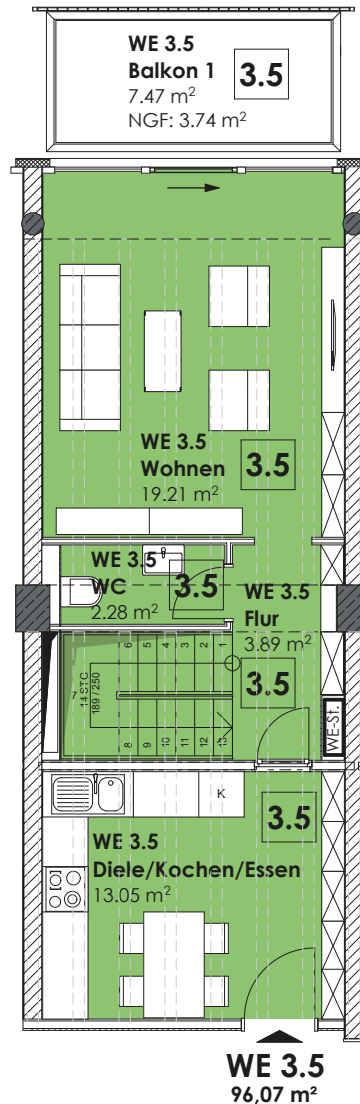 WE 3.5
Balkon 1
7.47 m²
NGF: 3.74 m²
3.5
WE 3.5
Wohnen
19.21 m²
3.5
WE 3.5
WC
2.28 m²
3.5
WE 3.5
Flur
3.89 m²
3.5
6 5 4 3 2 1
7
14 STG
189 / 250
8 9 10 11 12 13
WE-St.
K
3.5
WE 3.5
Diele/Kochen/Essen
13.05 m²
WE 3.5
96,07 m²